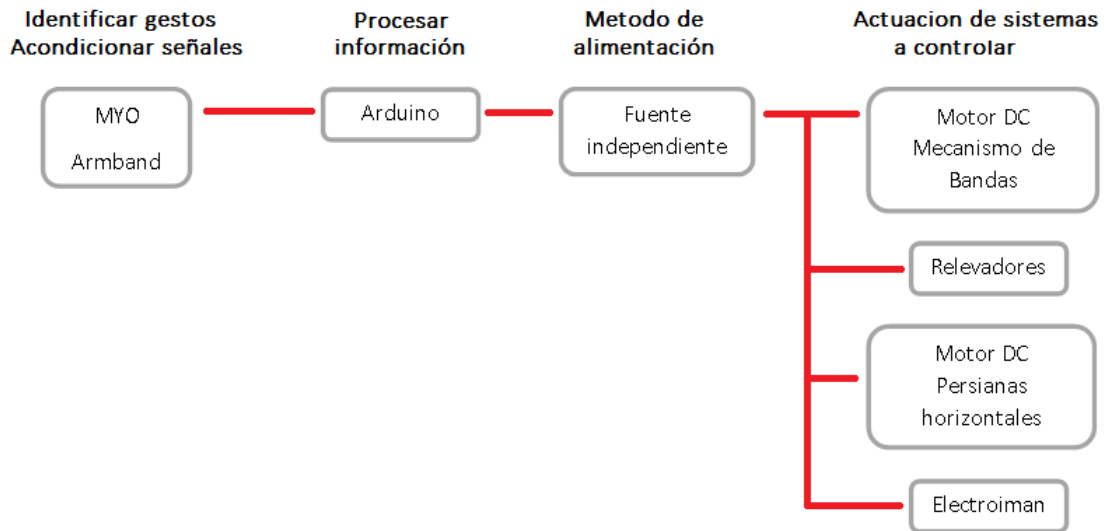 Identificar gestos
Acondicionar señales
Procesar
información
Metodo de
alimentación
Actuacion de sistemas
a controlar
MYO
Armband
Arduino
Fuente
independiente
Motor DC
Mecanismo de
Bandas
Relevadores
Motor DC
Persianas
horizontales
Electroiman